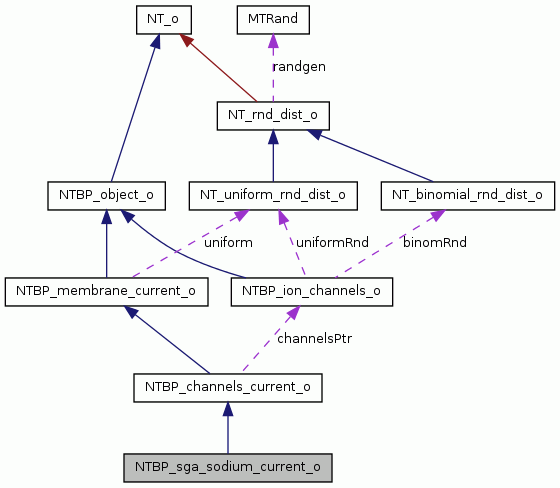 NT_o
MTRand
randgen
NT_rnd_dist_o
NTBP_object_o
NT_uniform_rnd_dist_o
NT_binomial_rnd_dist_o
uniform
uniformRnd
binomRnd
NTBP_membrane_current_o
NTBP_ion_channels_o
channelsPtr
NTBP_channels_current_o
NTBP_sga_sodium_current_o